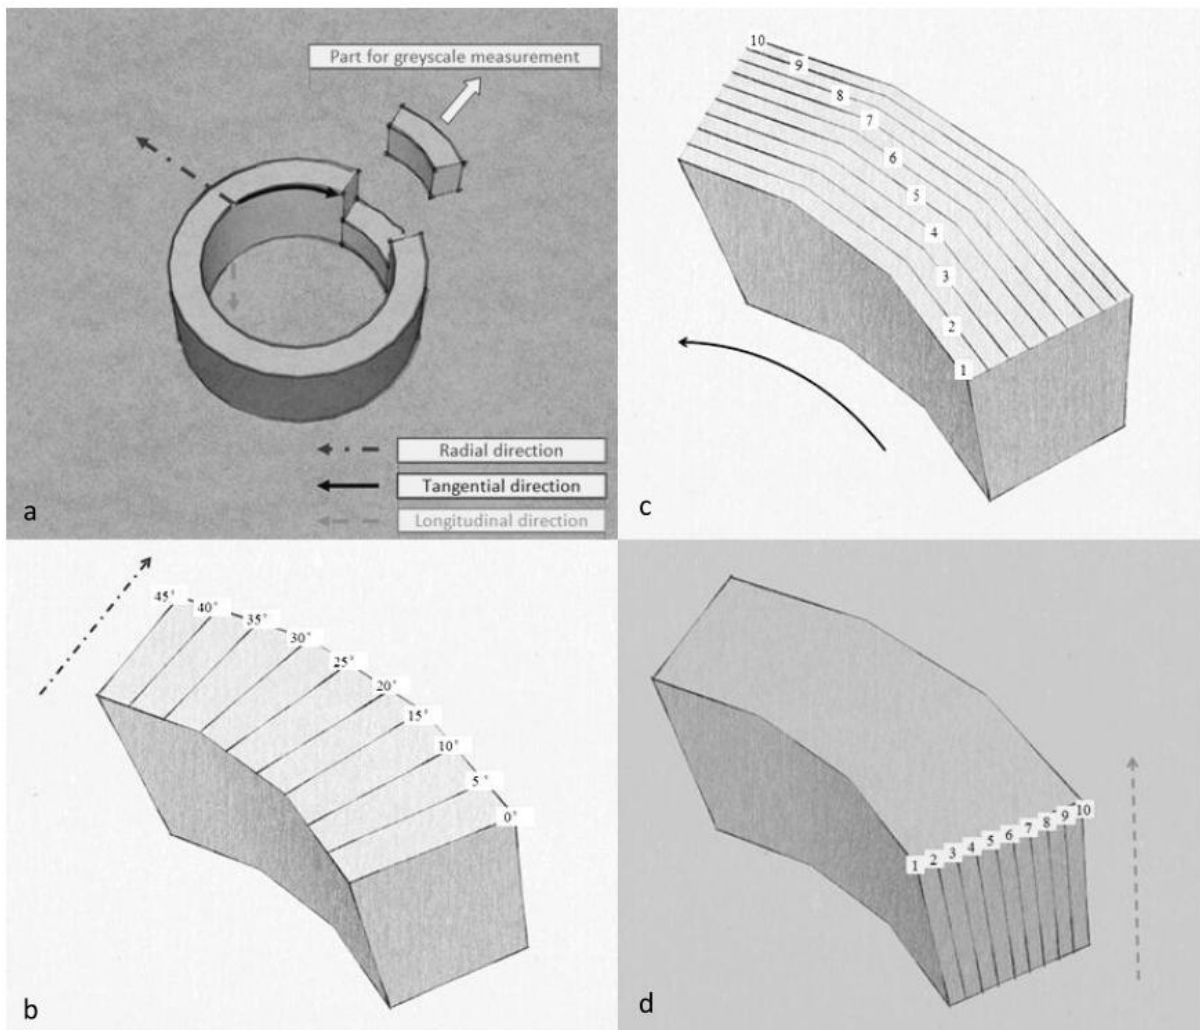 Part for greyscale measurement
Radial direction
Tangential direction
Longitudinal direction
a
10
9
8
7
6
5
4
3
2
1
c
45°
40°
35°
30°
25°
20°
15°
10°
5°
0°
b
1 2 3 4 5 6 7 8 9 10
d